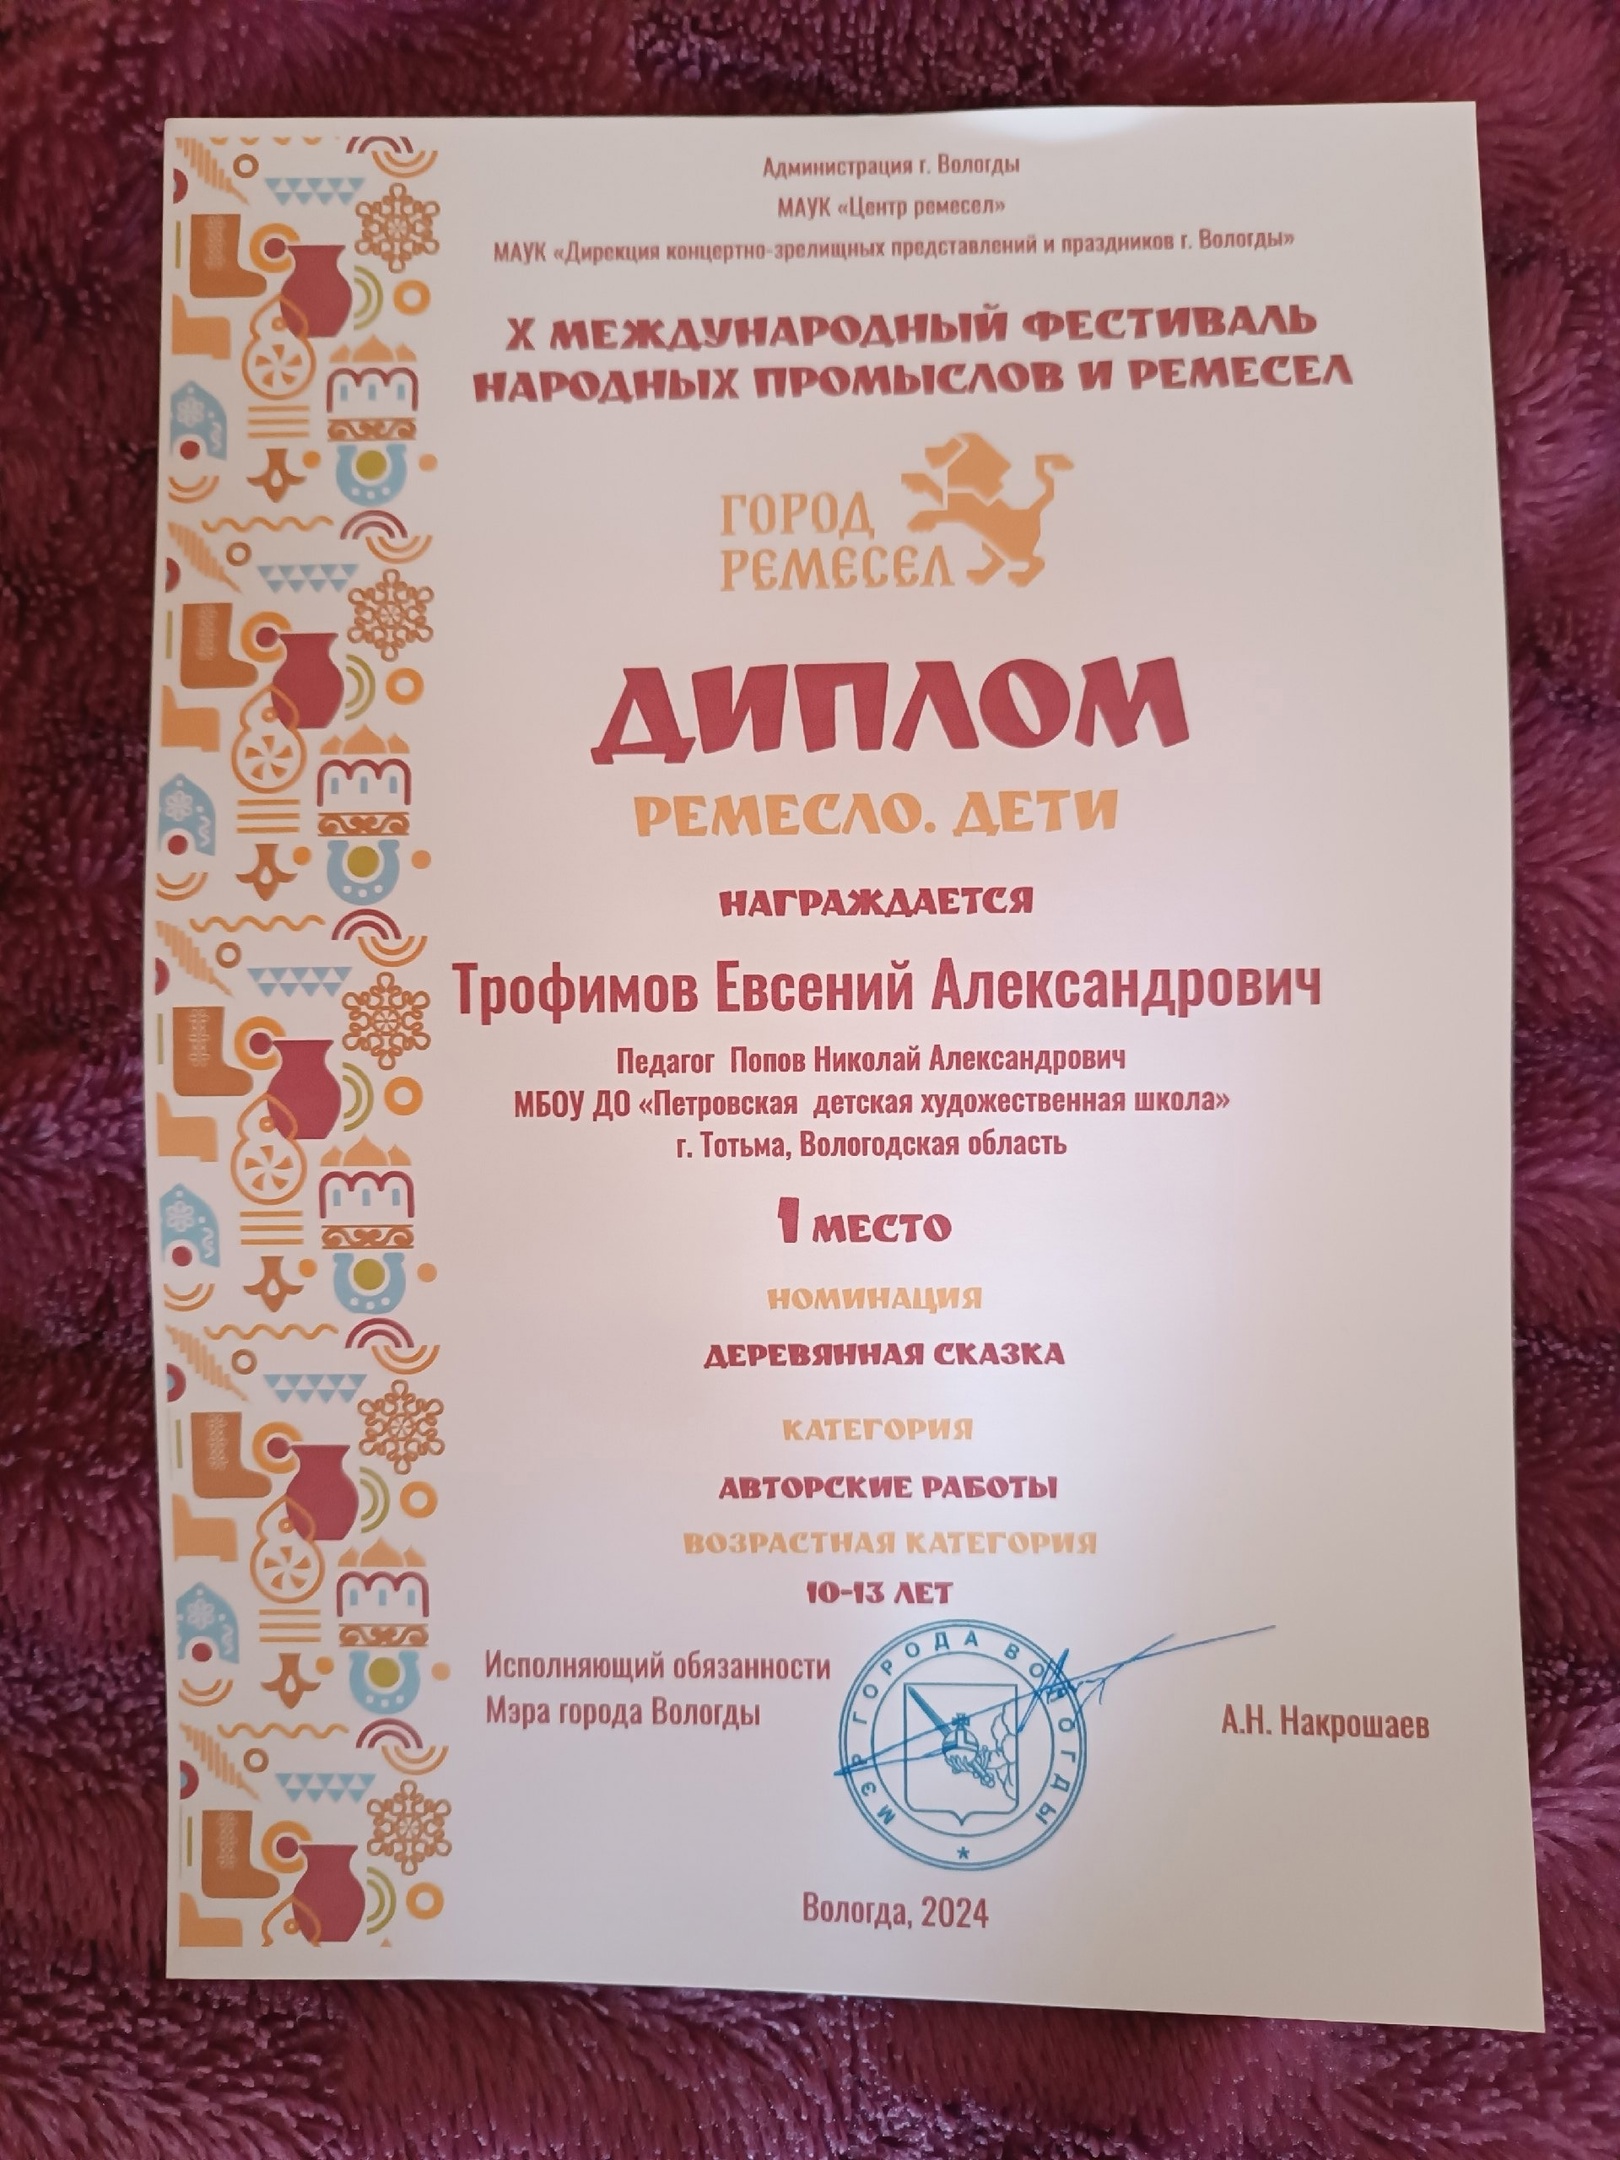 Администрация г. Вологды
МАУК «Центр ремесел»
МАУК «Дирекция концертно-зрелищных представлений и праздников г. Вологды»
X МЕЖДУНАРОДНЫЙ ФЕСТИВАЛЬ
НАРОДНЫХ ПРОМЫСЛОВ И РЕМЕСЕЛ
ГОРОД
РЕМЕСЕЛ
ДИПЛОМ
РЕМЕСЛО. ДЕТИ
НАГРАЖДАЕТСЯ
Трофимов Евсений Александрович
Педагог Попов Николай Александрович
МБОУ ДО «Петровская детская художественная школа»
г. Тотьма, Вологодская область
1 МЕСТО
НОМИНАЦИЯ
ДЕРЕВЯННАЯ СКАЗКА
КАТЕГОРИЯ
АВТОРСКИЕ РАБОТЫ
ВОЗРАСТНАЯ КАТЕГОРИЯ
10-13 ЛЕТ
Исполняющий обязанности
Мэра города Вологды
МЭР ГОРОДА ВОЛОГДЫ
А.Н. Накрошаев
Вологда, 2024